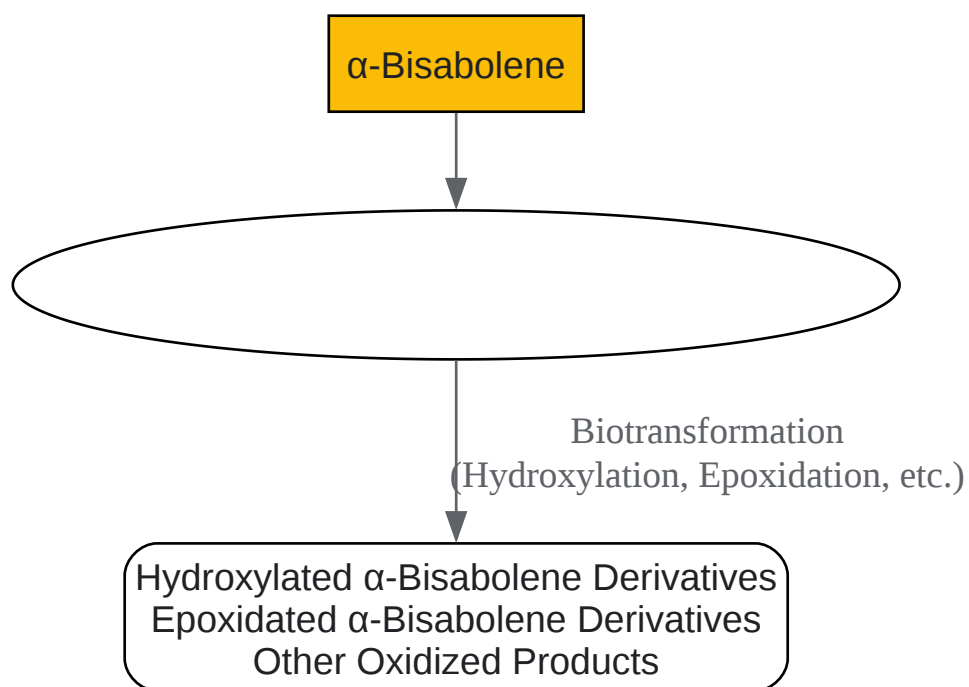 α-Bisabolene
Biotransformation
(Hydroxylation, Epoxidation, etc.)
Hydroxylated α-Bisabolene Derivatives
Epoxidated α-Bisabolene Derivatives
Other Oxidized Products